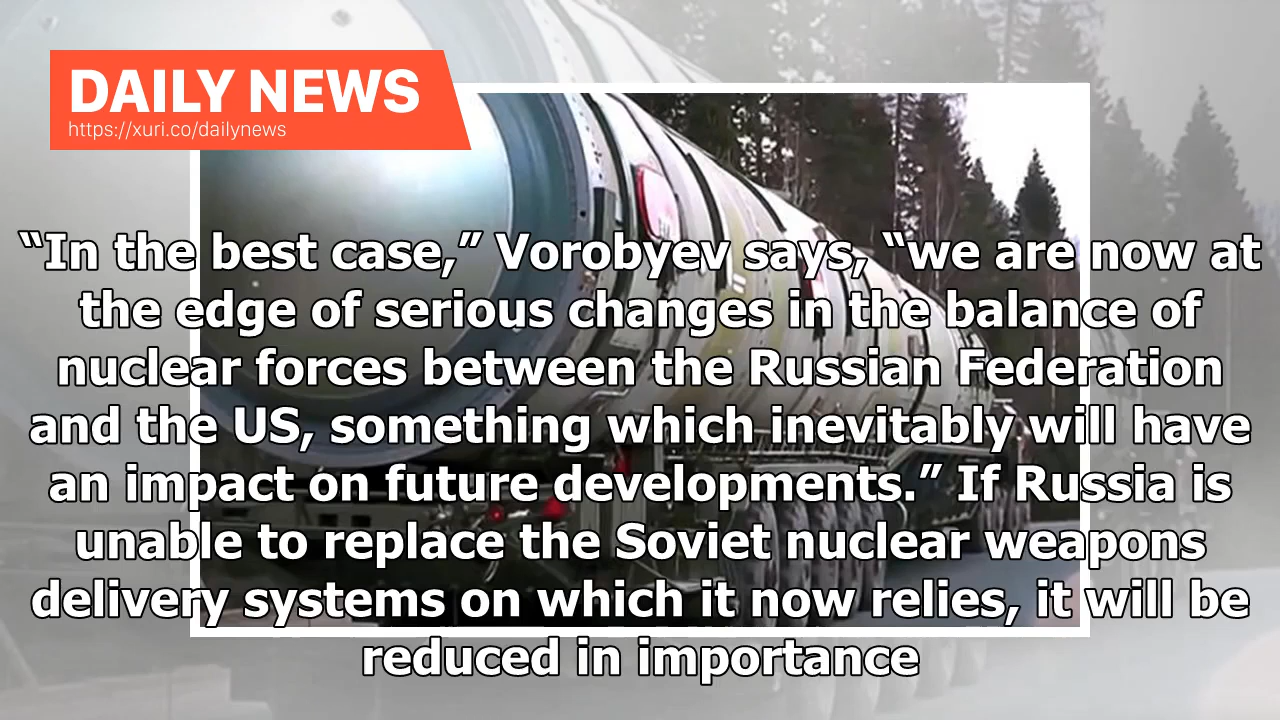 DAILY NEWS
https://xuri.co/dailynews
“In the best case,” Vorobyev says, “we are now at
the edge of serious changes in the balance of
nuclear forces between the Russian Federation
and the US, something which inevitably will have
an impact on future developments.” If Russia is
unable to replace the Soviet nuclear weapons
delivery systems on which it now relies, it will be
reduced in importance